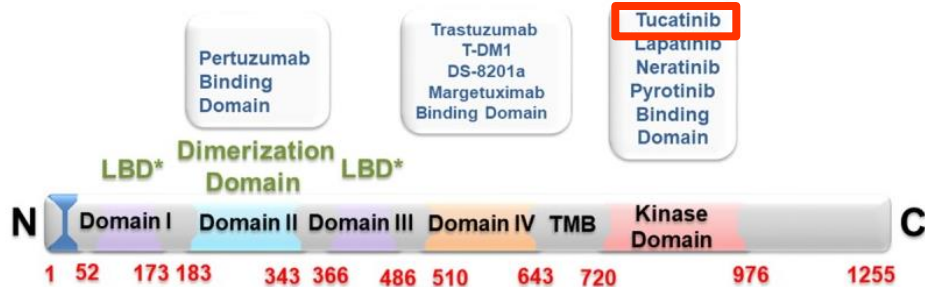 Pertuzumab
Binding
Domain
Trastuzumab
T-DM1
DS-8201a
Margetuximab
Binding Domain
Tucatinib
Lapatinib
Neratinib
Pyrotinib
Binding
Domain
LBD*
Dimerization
Domain
LBD*
N
Domain I
Domain II
Domain III
Domain IV
TMB
Kinase
Domain
C
1 52 173 183 343 366 486 510 643 720 976 1255